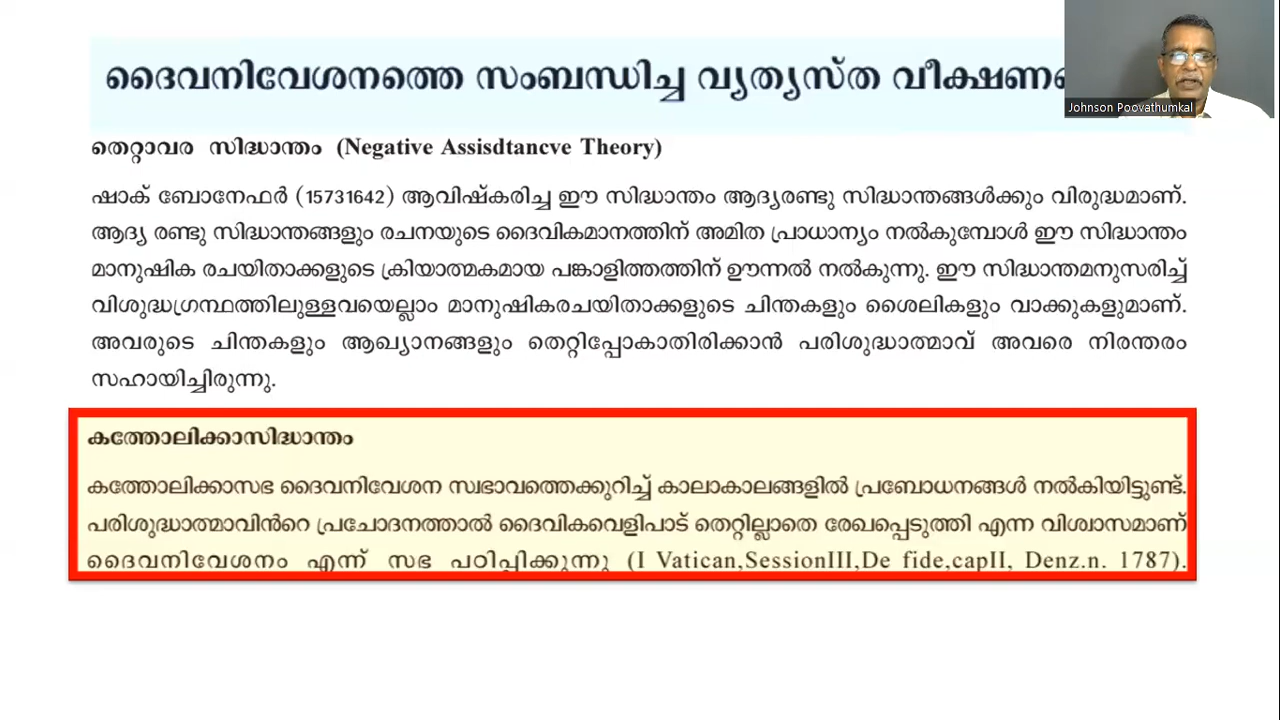 ദൈവനിവേശനത്തെ സംബന്ധിച്ച വ്യത്യസ്ത
Johnson Poovathumkal
തെറ്റാവര സിദ്ധാന്തം (Negative Assisdtancve Theory)
ഷാക് ബോനേഫർ (15731642) ആവിഷ്കരിച്ച ഈ സിദ്ധാന്തം ആദ്യരണ്ടു സിദ്ധാന്തങ്ങൾക്കും വിരുദ്ധമാണ്.
ആദ്യ രണ്ടു സിദ്ധാന്തങ്ങളും രചനയുടെ ദൈവികമാനത്തിന് അമിത പ്രാധാന്യം നൽകുമ്പോൾ ഈ സിദ്ധാന്തം
മാനുഷിക രചയിതാക്കളുടെ ക്രിയാത്മകമായ പങ്കാളിത്തത്തിന് ഊന്നൽ നൽകുന്നു. ഈ സിദ്ധാന്തമനുസരിച്ച്
വിശുദ്ധഗ്രന്ഥത്തിലുള്ളവയെല്ലാം മാനുഷികരചയിതാക്കളുടെ ചിന്തകളും ശൈലികളും വാക്കുകളുമാണ്.
അവരുടെ ചിന്തകളും ആഖ്യാനങ്ങളും തെറ്റിപ്പോകാതിരിക്കാൻ പരിശുദ്ധാത്മാവ് അവരെ നിരന്തരം
സഹായിച്ചിരുന്നു.
കത്തോലിക്കാസിദ്ധാന്തം
കത്തോലിക്കാസഭ ദൈവനിവേശന സ്വഭാവത്തെക്കുറിച്ച് കാലാകാലങ്ങളിൽ പ്രബോധനങ്ങൾ നൽകിയിട്ടുണ്ട്.
പരിശുദ്ധാത്മാവിൻറെ പ്രചോദനത്താൽ ദൈവികവെളിപാട് തെറ്റില്ലാതെ രേഖപ്പെടുത്തി എന്ന വിശ്വാസമാണ്
ദൈവനിവേശനം എന്ന് സഭ പഠിപ്പിക്കുന്നു (I Vatican,SessionIII,De fide,capII, Denz.n. 1787).